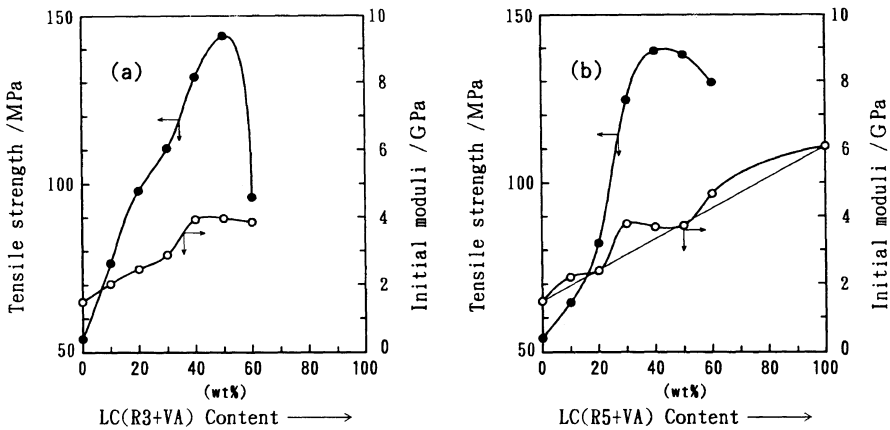 150
100
50
Tensile strength /MPa
(a)
10
8
6
4
2
0
Initial moduli /GPa
0 20 40 60 80 100
(wt%)
LC(R3+VA) Content
150
100
50
Tensile strength /MPa
(b)
10
8
6
4
2
0
Initial moduli /GPa
0 20 40 60 80 100
(wt%)
LC(R5+VA) Content